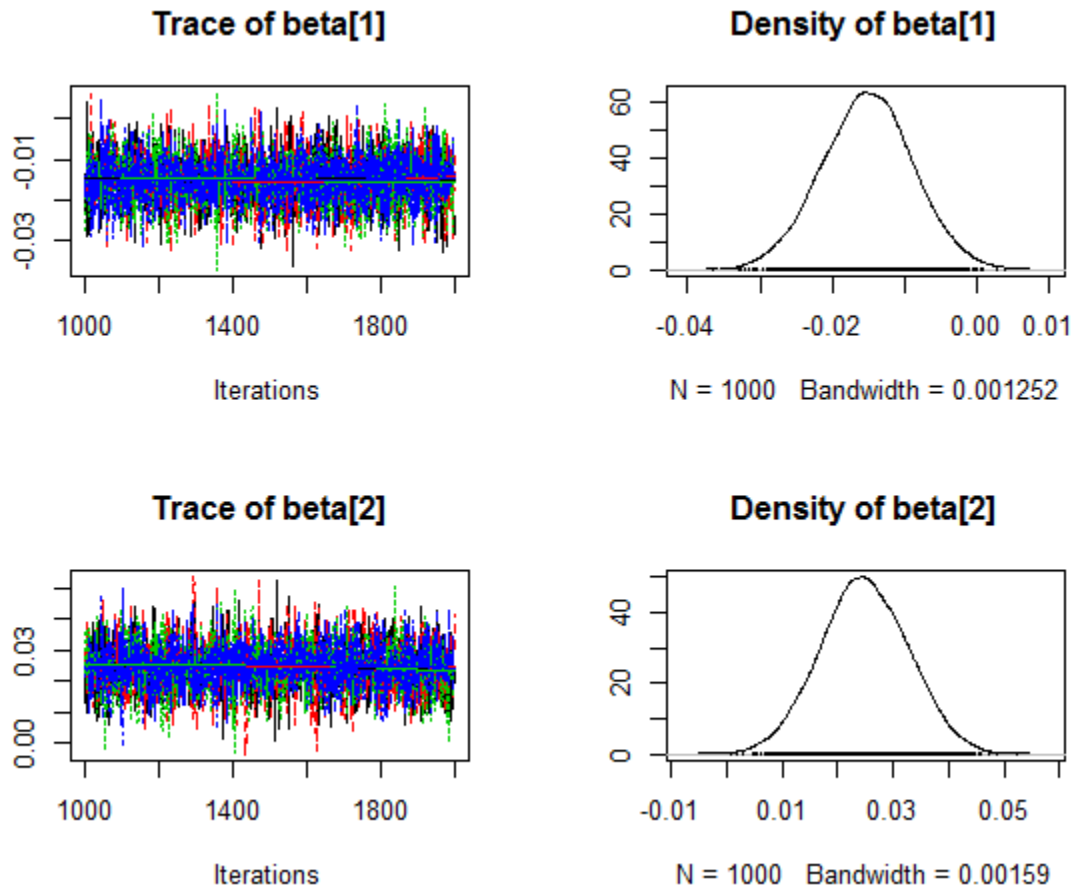 Trace of beta[1]
-0.01
-0.03
1000 1400 1800
Iterations
Density of beta[1]
60
40
20
0
-0.04 -0.02 0.00 0.01
N = 1000 Bandwidth = 0.001252
Trace of beta[2]
0.03
0.00
1000 1400 1800
Iterations
Density of beta[2]
40
20
0
-0.01 0.01 0.03 0.05
N = 1000 Bandwidth = 0.00159